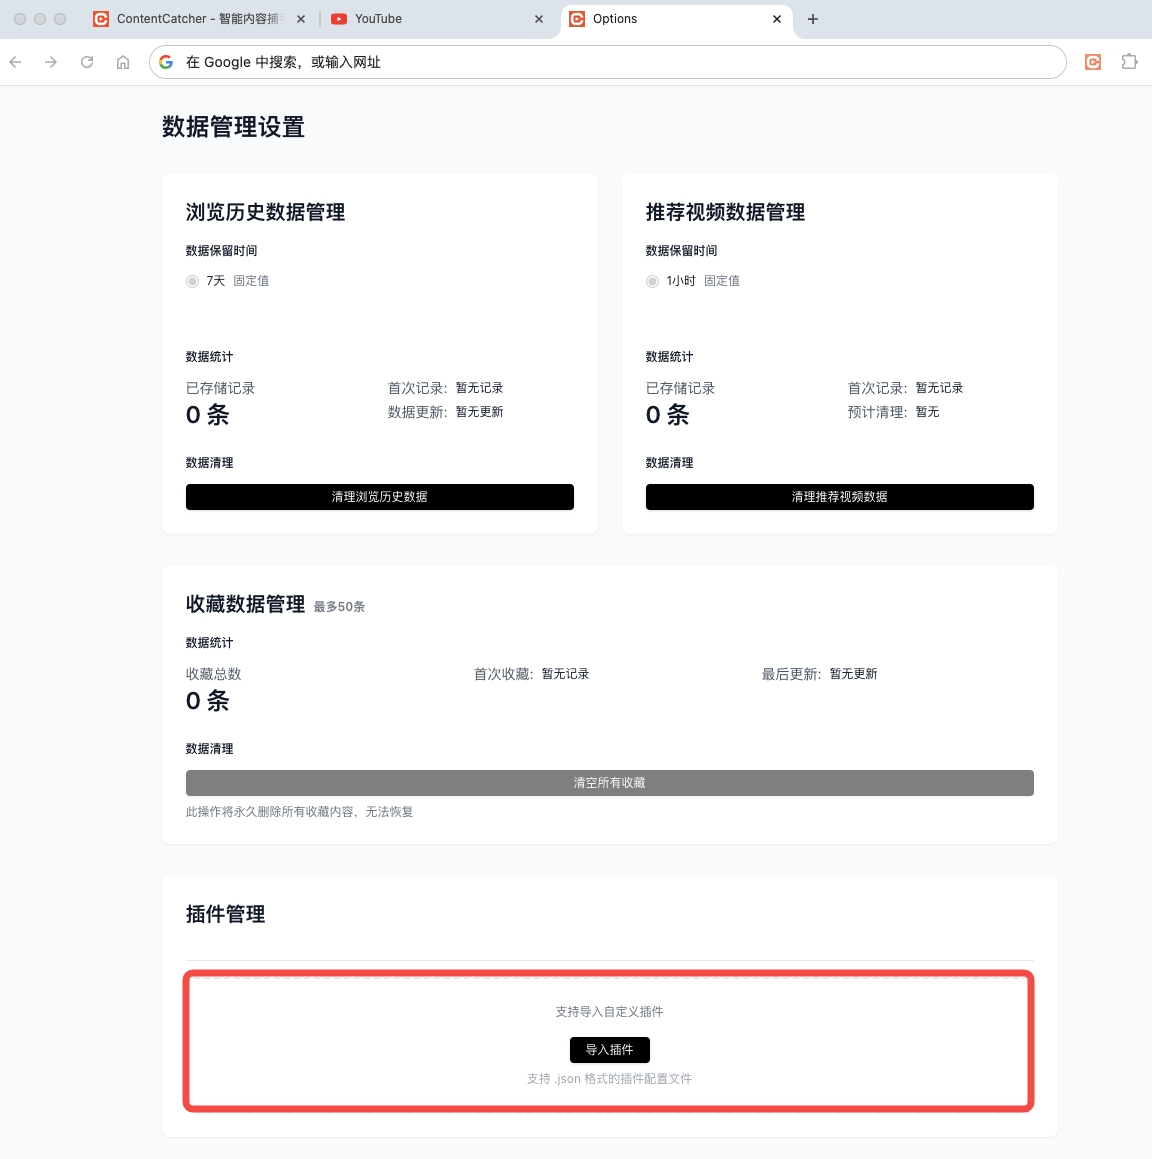 ContentCatcher - 智能内容捕
YouTube
Options
在 Google 中搜索，或输入网址
数据管理设置
浏览历史数据管理
数据保留时间
7天 固定值
数据统计
已存储记录
0 条
首次记录: 暂无记录
数据更新: 暂无更新
数据清理
清理浏览历史数据
推荐视频数据管理
数据保留时间
1小时 固定值
数据统计
已存储记录
0 条
首次记录: 暂无记录
预计清理: 暂无
数据清理
清理推荐视频数据
收藏数据管理 最多50条
数据统计
收藏总数
0 条
首次收藏: 暂无记录
最后更新: 暂无更新
数据清理
清空所有收藏
此操作将永久删除所有收藏内容，无法恢复
插件管理
支持导入自定义插件
导入插件
支持 .json 格式的插件配置文件